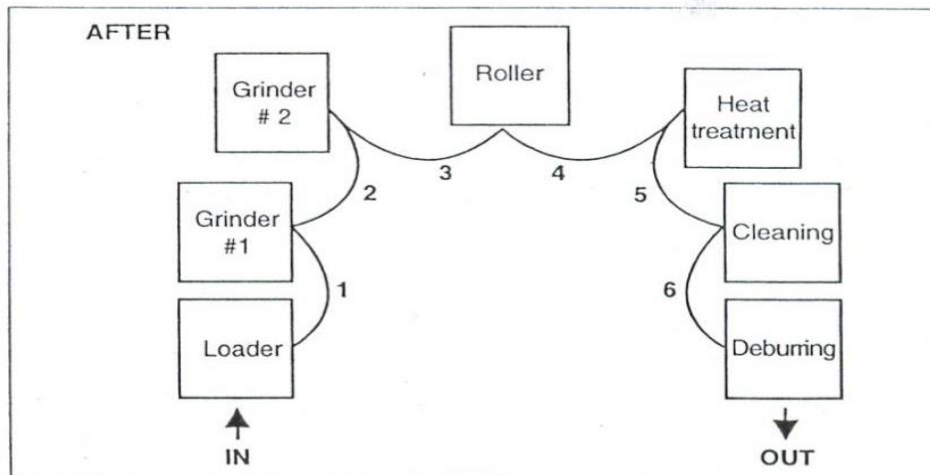 AFTER
Grinder
# 2
Roller
Heat
treatment
3
4
2
5
Grinder
#1
Cleaning
1
6
Loader
Deburring
IN
OUT